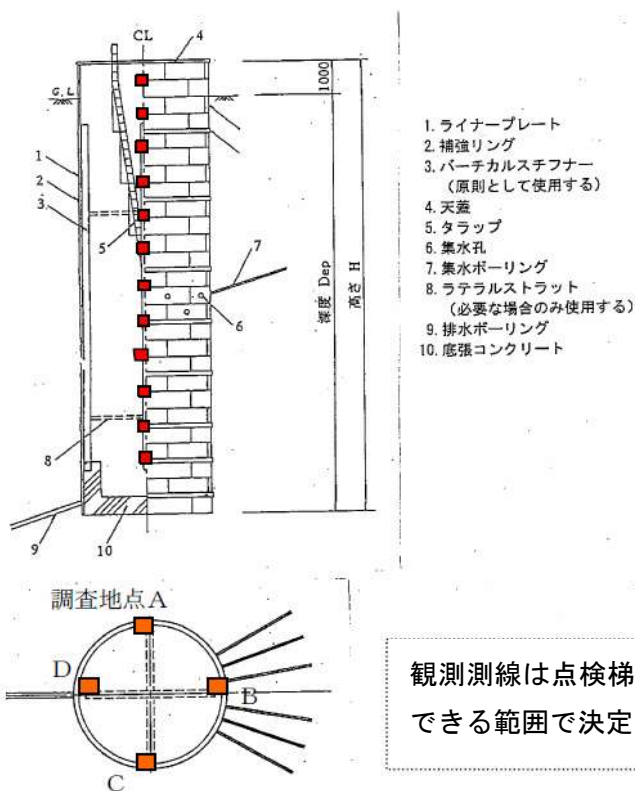 CL
4
G.L
1000
1
2
3
5
6
7
8
9
10
深度 Dep
高さ H
1. ライナープレート
2. 補強リング
3. バーチカルスチフナー
（原則として使用する）
4. 天蓋
5. タラップ
6. 集水孔
7. 集水ボーリング
8. ラテラルストラット
（必要な場合のみ使用する）
9. 排水ボーリング
10. 底張コンクリート
調査地点A
D
B
C
観測測線は点検梯
できる範囲で決定